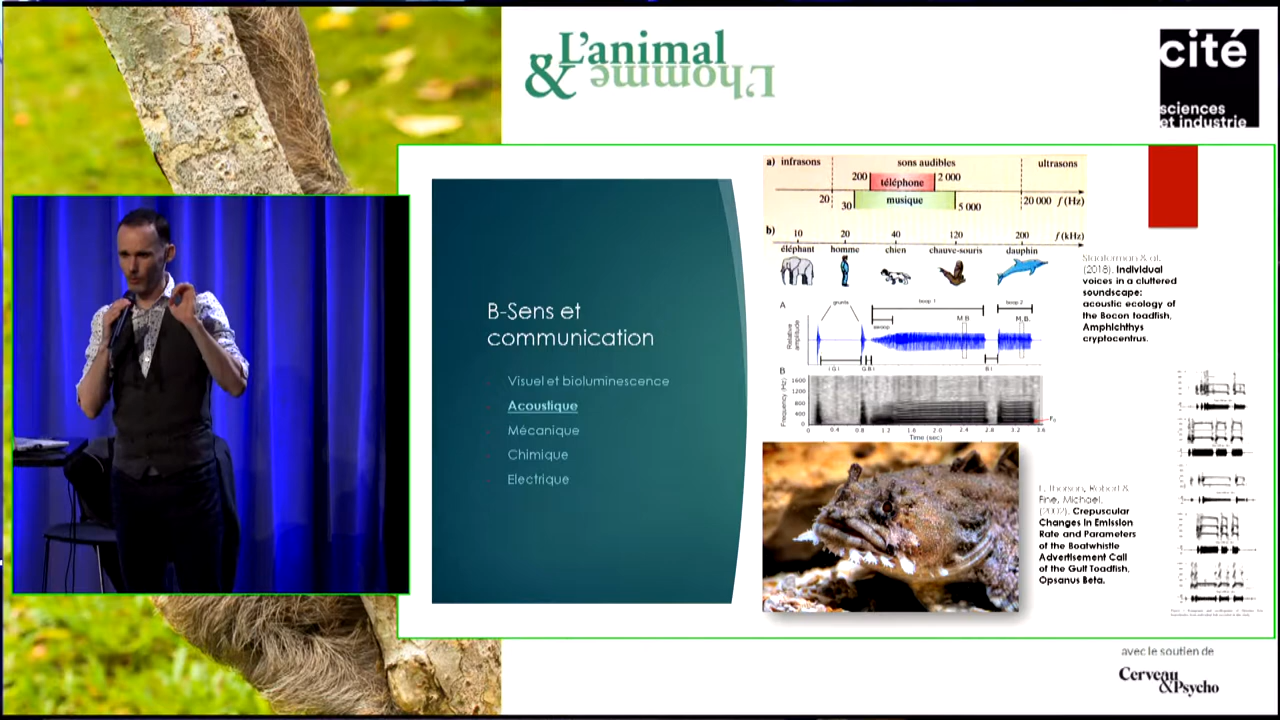 L'animal
& L'homme
cité
sciences
et industrie
B-Sens et
communication
Visuel et bioluminescence
Acoustique
Mécanique
Chimique
Electrique
a) infrasons sons audibles ultrasons
200 téléphone 2 000
20 30 musique 5 000 20 000 f (Hz)
b) 10 20 40 120 200 f (kHz)
éléphant homme chien chauve-souris dauphin
A
grunts boop 1 boop 2
swoop M B M. B.
Relative
amplitude
I G I G B I B I
B
Frequency (Hz)
1600
1200
800
400
0
0 0.4 0.8 1.2 1.6 2.0 2.4 2.8 3.2 3.6
Time (sec)
F0
Staaterman & al.
(2018). Individual
voices in a cluttered
soundscape:
acoustic ecology of
the Bocon toadfish,
Amphichthys
cryptocentrus.
Thorson, Robert &
Fine, Michael.
(2002). Crepuscular
Changes in Emission
Rate and Parameters
of the Boatwhistle
Advertisement Call
of the Gulf Toadfish,
Opsanus Beta.
avec le soutien de
Cerveau
&Psycho